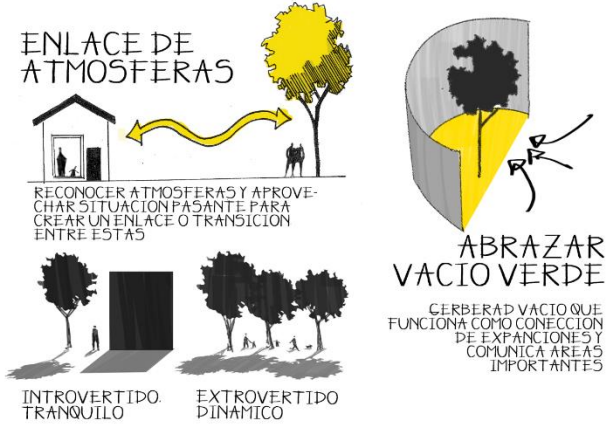 ENLACE DE
ATMOSFERAS
RECONOCER ATMOSFERAS Y APROVE-
CHAR SITUACION PASANTE PARA
CREAR UN ENLACE O TRANSICION
ENTRE ESTAS
INTROVERTIDO.
TRANQUILO
EXTROVERTIDO
DINAMICO
ABRAZAR
VACIO VERDE
GERBERAD VACIO QUE
FUNCIONA COMO CONECCION
DE EXPANCIONES Y
COMUNICA AREAS
IMPORTANTES